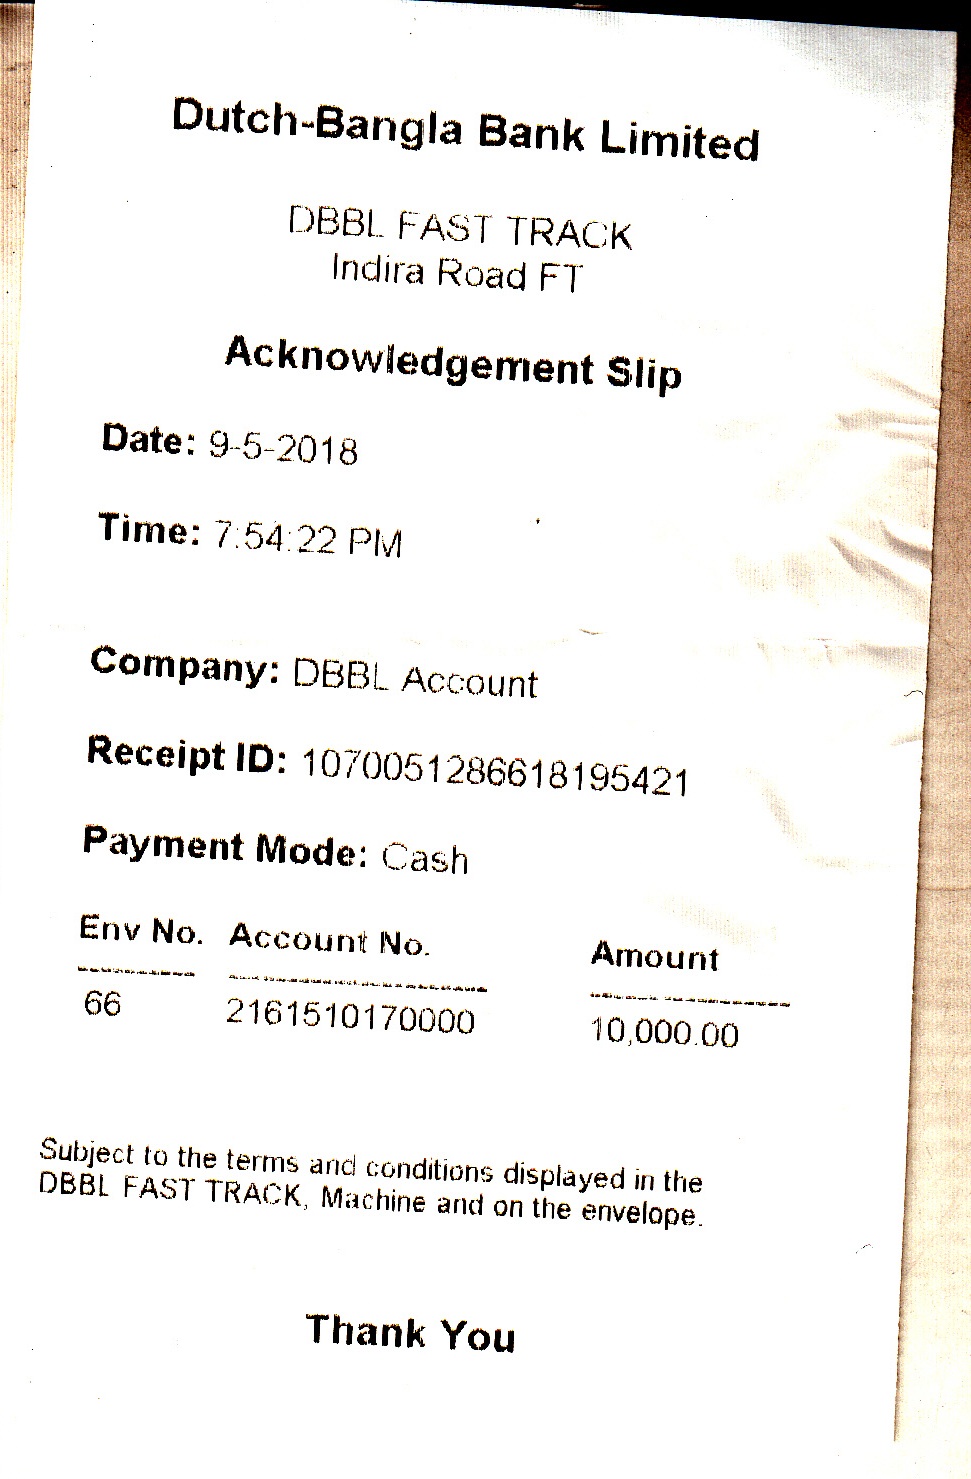 Dutch-Bangla Bank Limited
DBBL FAST TRACK
Indira Road FT
Acknowledgement Slip
Date: 9-5-2018
Time: 7:54:22 PM
Company: DBBL Account
Receipt ID: 1070051286618195421
Payment Mode: Cash
Env No. Account No. Amount
66 2161510170000 10,000.00
Subject to the terms and conditions displayed in the
DBBL FAST TRACK, Machine and on the envelope.
Thank You